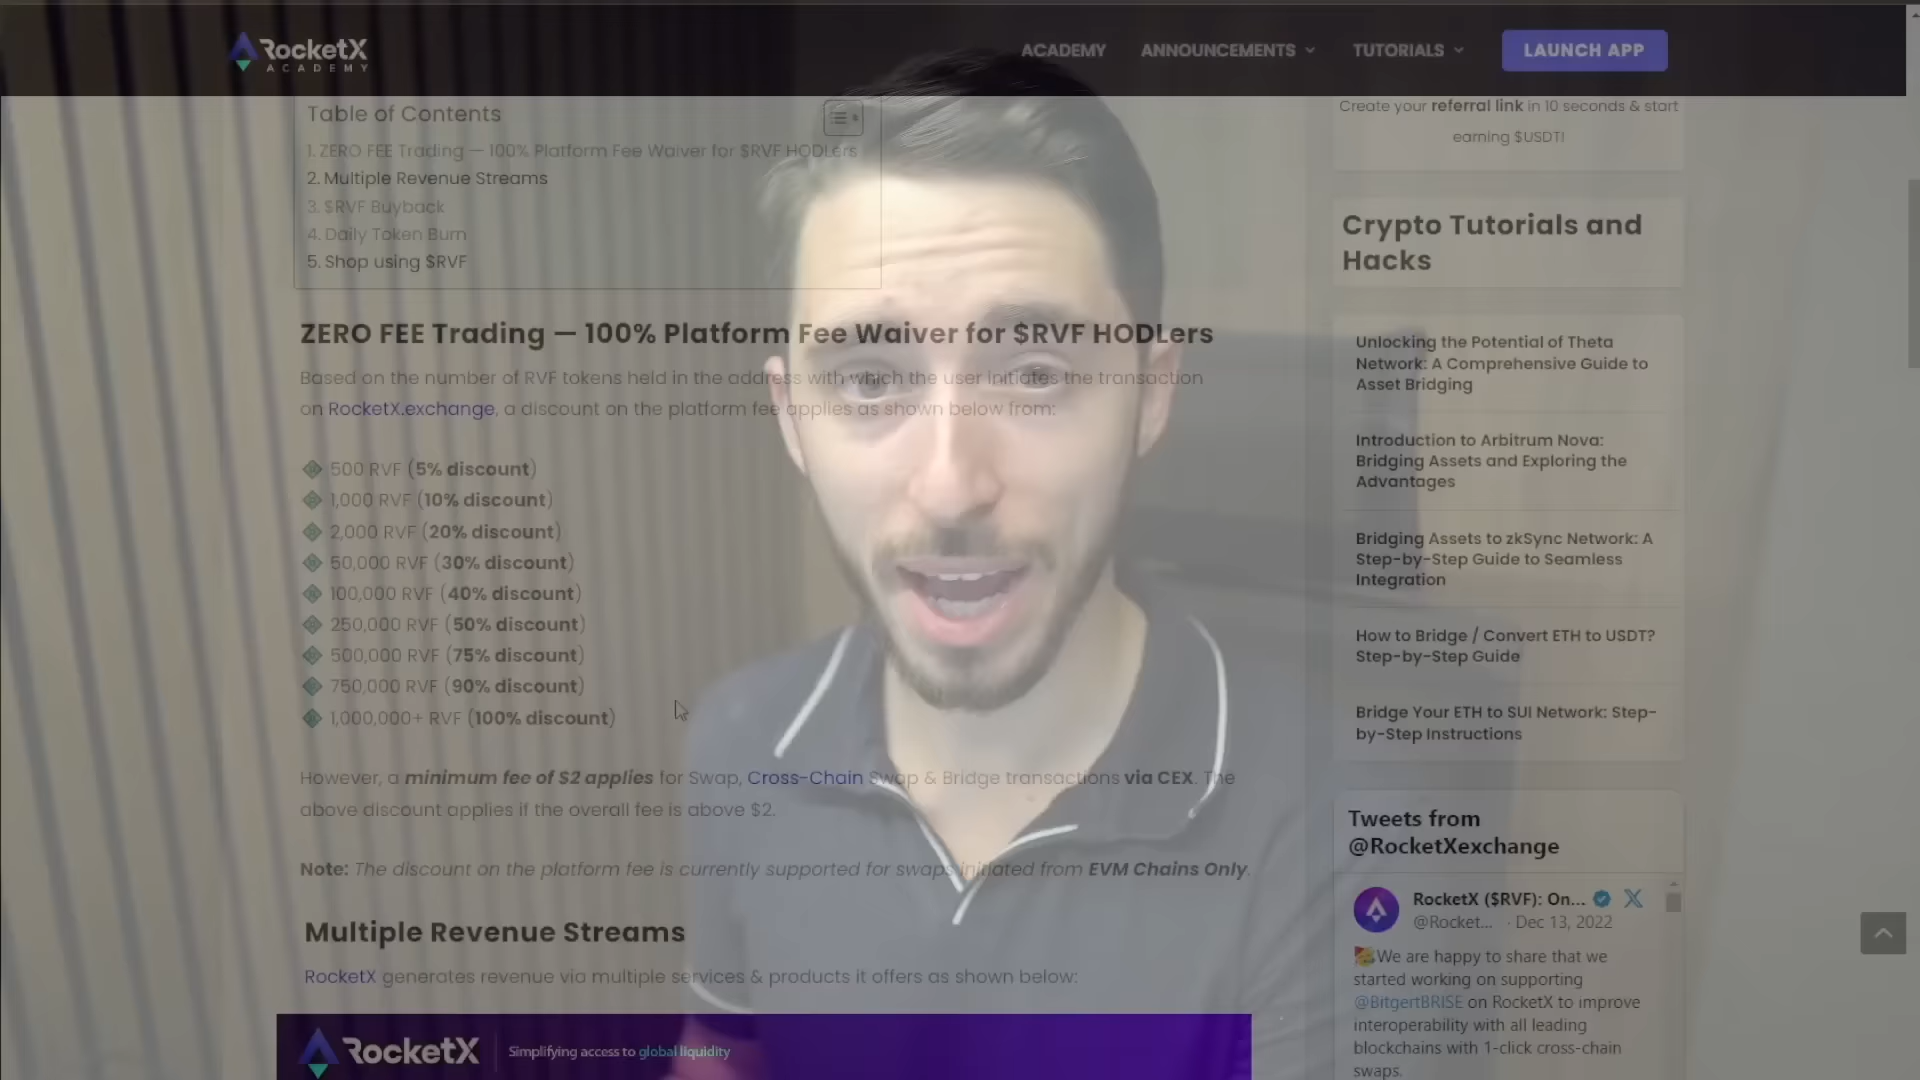 RocketX
ACADEMY
ACADEMY
ANNOUNCEMENTS
TUTORIALS
LAUNCH APP
Table of Contents
1. ZERO FEE Trading — 100% Platform Fee Waiver for $RVF HODLers
2. Multiple Revenue Streams
3. $RVF Buyback
4. Daily Token Burn
5. Shop using $RVF
ZERO FEE Trading — 100% Platform Fee Waiver for $RVF HODLers
Based on the number of RVF tokens held in the address with which the user initiates the transaction
on RocketX.exchange, a discount on the platform fee applies as shown below from:
500 RVF (5% discount)
1,000 RVF (10% discount)
2,000 RVF (20% discount)
50,000 RVF (30% discount)
100,000 RVF (40% discount)
250,000 RVF (50% discount)
500,000 RVF (75% discount)
750,000 RVF (90% discount)
1,000,000+ RVF (100% discount)
However, a minimum fee of $2 applies for Swap, Cross-Chain Swap & Bridge transactions via CEX. The
above discount applies if the overall fee is above $2.
Note: The discount on the platform fee is currently supported for swaps initiated from EVM Chains Only.
Multiple Revenue Streams
RocketX generates revenue via multiple services & products it offers as shown below:
RocketX
Simplifying access to global liquidity
Create your referral link in 10 seconds & start
earning $USDT!
Crypto Tutorials and
Hacks
Unlocking the Potential of Theta
Network: A Comprehensive Guide to
Asset Bridging
Introduction to Arbitrum Nova:
Bridging Assets and Exploring the
Advantages
Bridging Assets to zkSync Network: A
Step-by-Step Guide to Seamless
Integration
How to Bridge / Convert ETH to USDT?
Step-by-Step Guide
Bridge Your ETH to SUI Network: Step-
by-Step Instructions
Tweets from
@RocketXexchange
RocketX ($RVF): On...
@Rocket... · Dec 13, 2022
We are happy to share that we
started working on supporting
@BitgertBRISE on RocketX to improve
interoperability with all leading
blockchains with 1-click cross-chain
swaps.